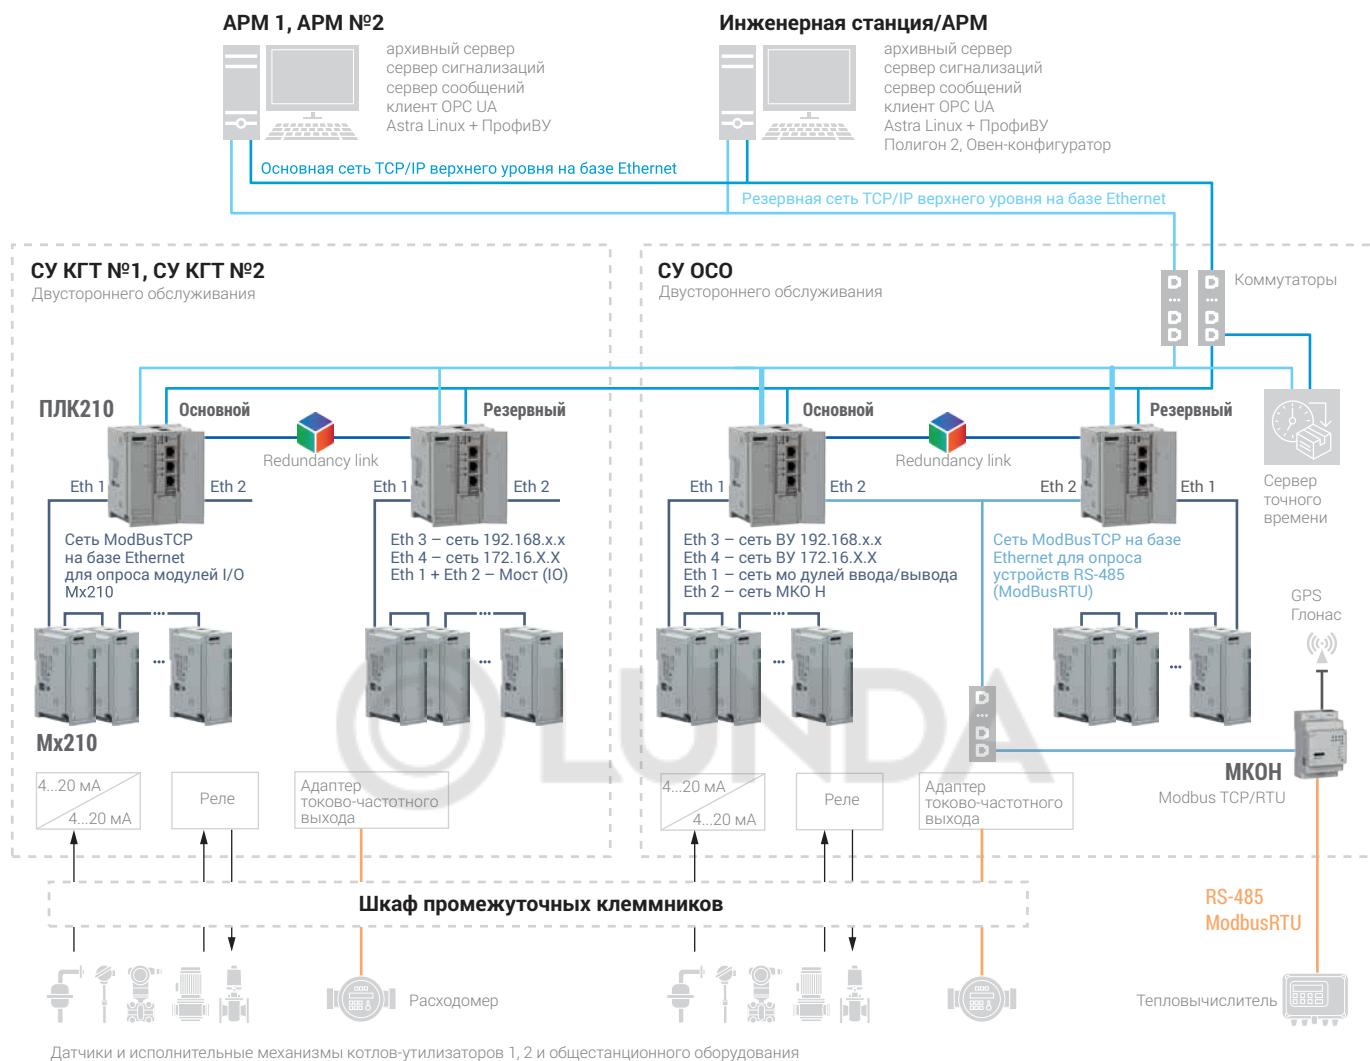 АРМ 1, АРМ №2
архивный сервер
сервер сигнализаций
сервер сообщений
клиент OPC UA
Astra Linux + ПрофиВУ
Инженерная станция/АРМ
архивный сервер
сервер сигнализаций
сервер сообщений
клиент OPC UA
Astra Linux + ПрофиВУ
Полигон 2, Овен-конфигуратор
Основная сеть TCP/IP верхнего уровня на базе Ethernet
Резервная сеть TCP/IP верхнего уровня на базе Ethernet
СУ КГТ №1, СУ КГТ №2
Двустороннего обслуживания
СУ ОСО
Двустороннего обслуживания
Коммутаторы
ПЛК210
Основной
Резервный
Redundancy link
Eth 1
Eth 2
Eth 1
Eth 2
Сеть ModBusTCP
на базе Ethernet
для опроса модулей I/O
Mx210
Eth 3 – сеть 192.168.x.x
Eth 4 – сеть 172.16.X.X
Eth 1 + Eth 2 – Мост (IO)
Основной
Резервный
Redundancy link
Eth 1
Eth 2
Eth 2
Eth 1
Eth 3 – сеть ВУ 192.168.x.x
Eth 4 – сеть ВУ 172.16.X.X
Eth 1 – сеть мо дулей ввода/вывода
Eth 2 – сеть МКО Н
Сеть ModBusTCP на базе
Ethernet для опроса
устройств RS-485
(ModBusRTU)
Сервер
точного
времени
GPS
Глонас
LUNDA
Mx210
4...20 мА
4...20 мА
Реле
Адаптер
токово-частотного
выхода
4...20 мА
4...20 мА
Реле
Адаптер
токово-частотного
выхода
МКОН
Modbus TCP/RTU
Шкаф промежуточных клеммников
RS-485
ModbusRTU
Расходомер
Тепловычислитель
Датчики и исполнительные механизмы котлов-утилизаторов 1, 2 и общестанционного оборудования